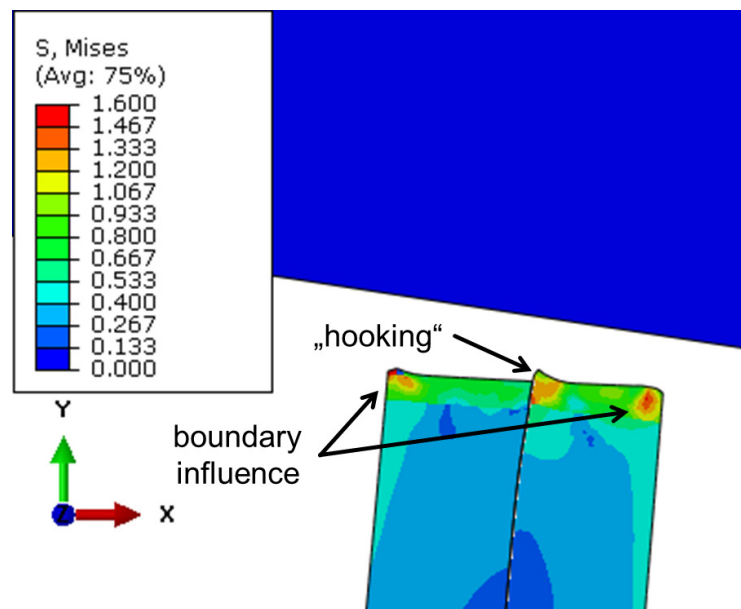 S, Mises
(Avg: 75%)
1.600
1.467
1.333
1.200
1.067
0.933
0.800
0.667
0.533
0.400
0.267
0.133
0.000
„hooking“
boundary
influence
Y
Z
X